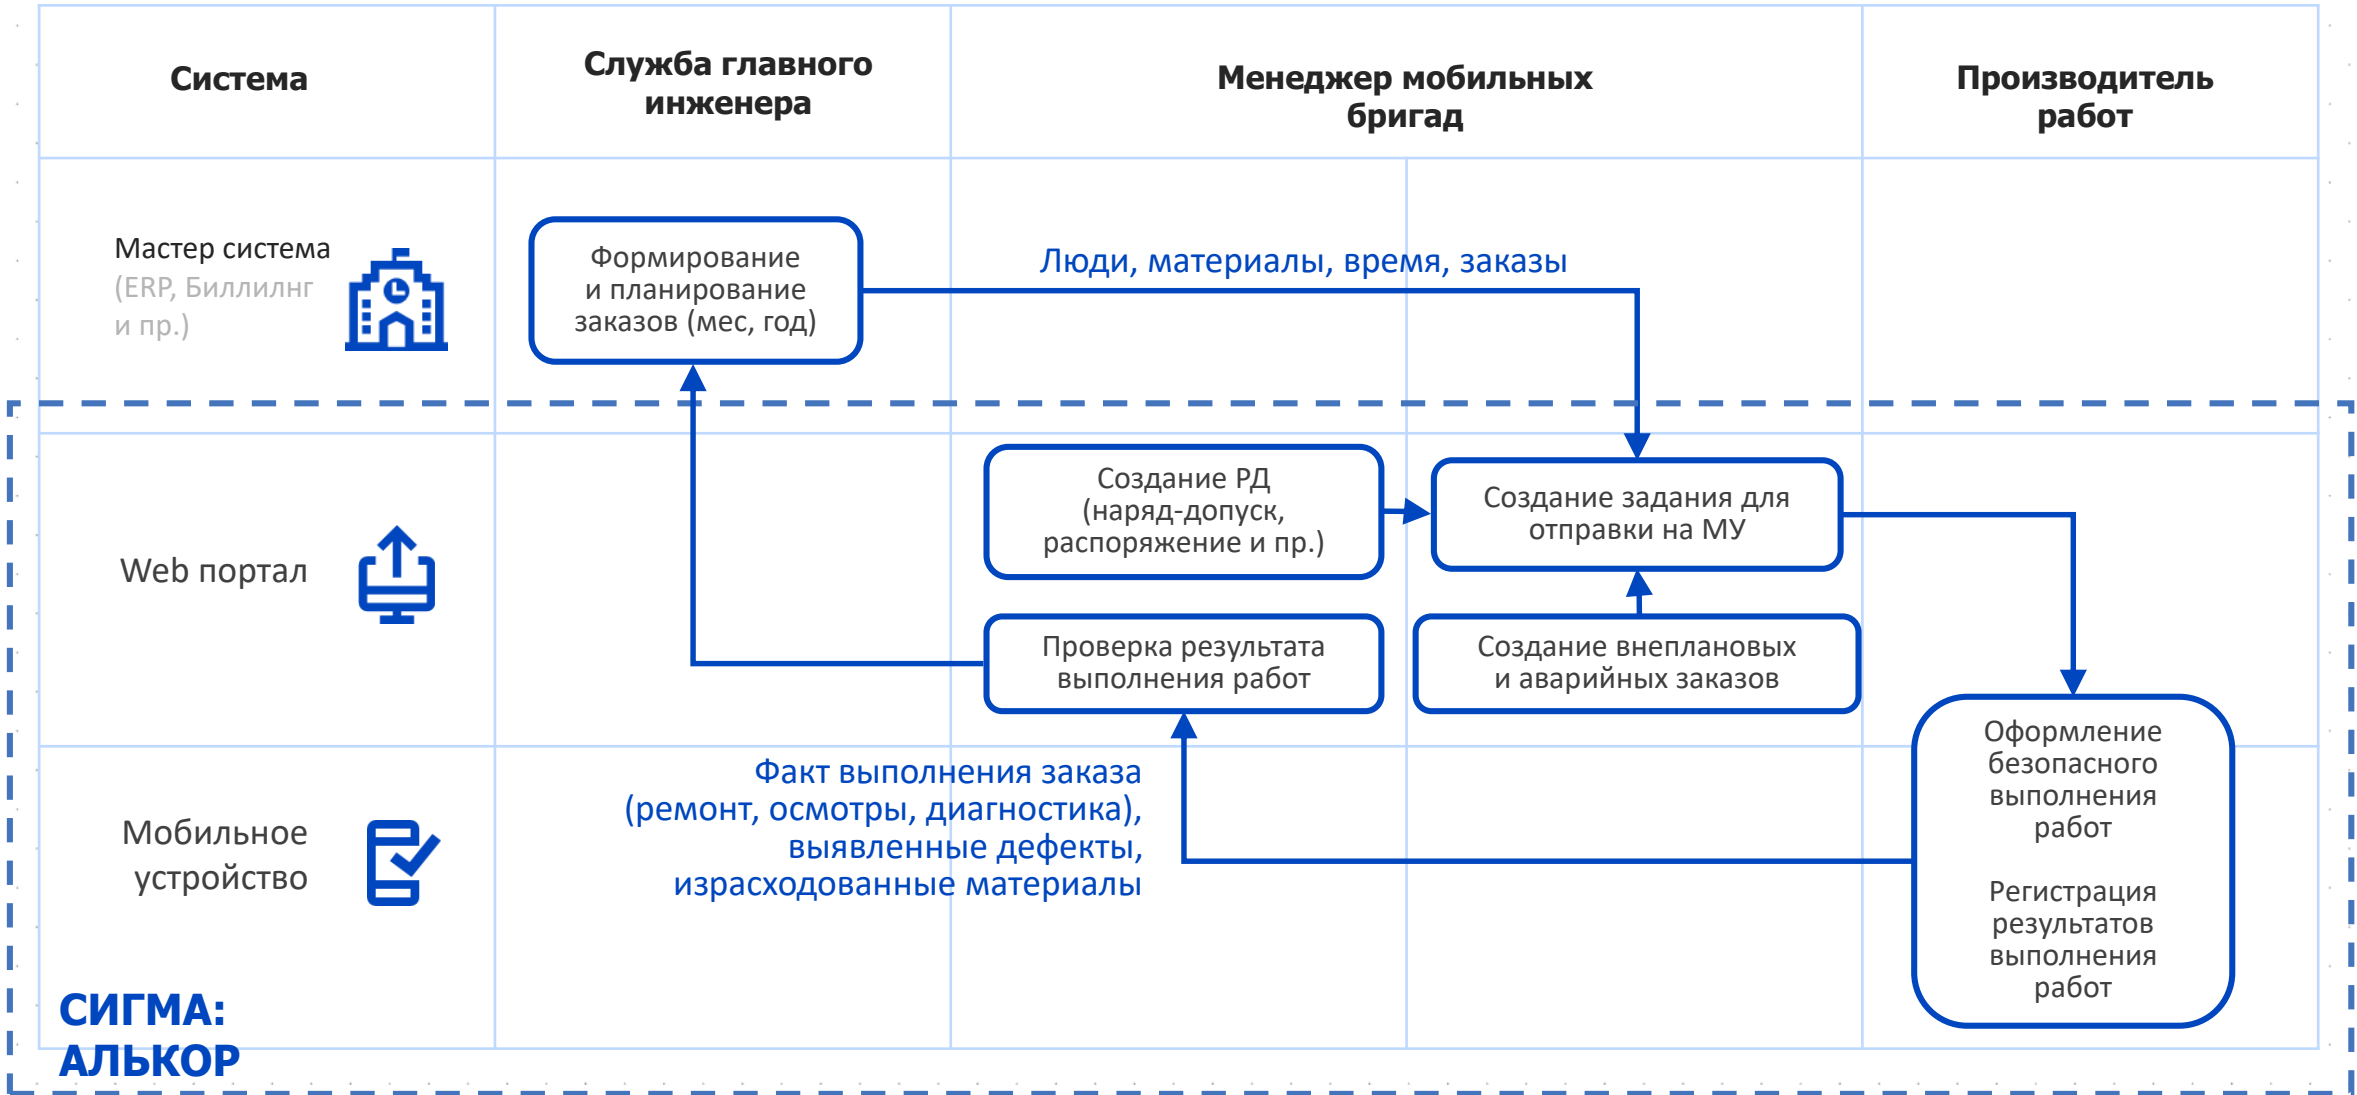 Система
Служба главного
инженера
Менеджер мобильных
бригад
Производитель
работ
Мастер система
(ERP, Биллилнг
и пр.)
Формирование
и планирование
заказов (мес, год)
Люди, материалы, время, заказы
Web портал
Создание РД
(наряд-допуск,
распоряжение и пр.)
Создание задания для
отправки на МУ
Проверка результата
выполнения работ
Создание внеплановых
и аварийных заказов
Мобильное
устройство
Факт выполнения заказа
(ремонт, осмотры, диагностика),
выявленные дефекты,
израсходованные материалы
Оформление
безопасного
выполнения
работ
Регистрация
результатов
выполнения
работ
СИГМА:
АЛЬКОР